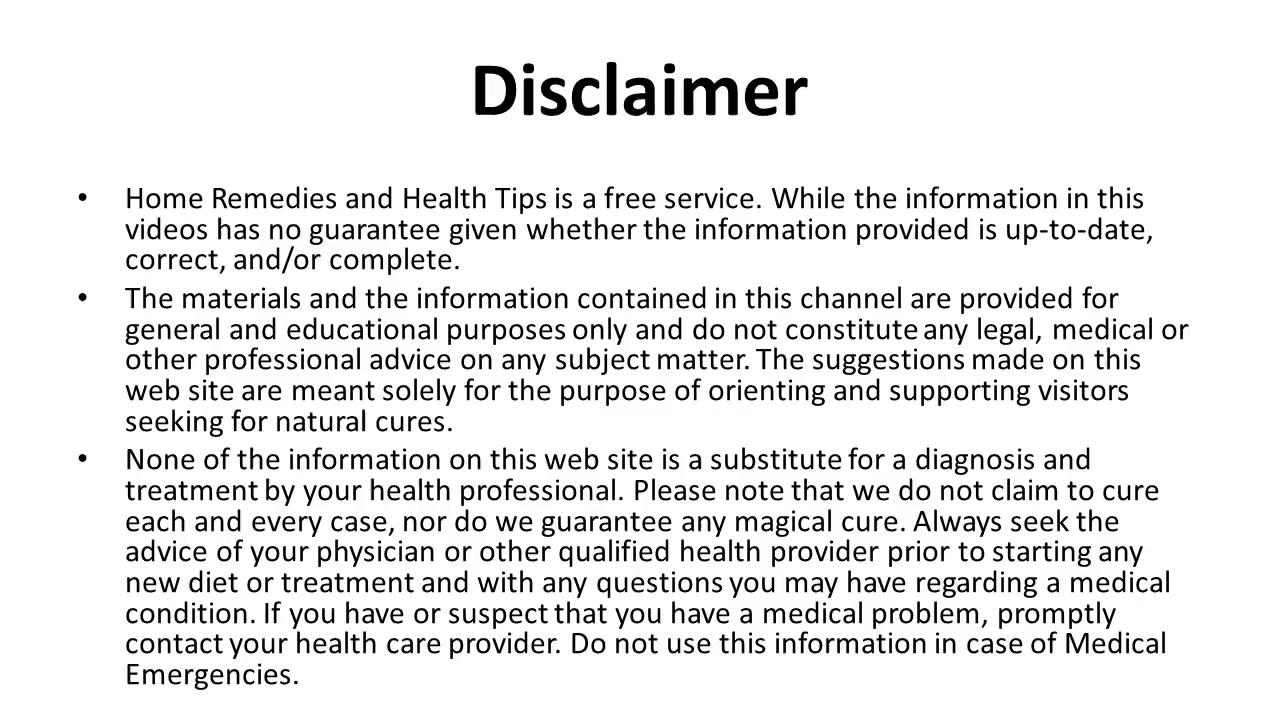 Disclaimer
• Home Remedies and Health Tips is a free service. While the information in this
videos has no guarantee given whether the information provided is up-to-date,
correct, and/or complete.
• The materials and the information contained in this channel are provided for
general and educational purposes only and do not constitute any legal, medical or
other professional advice on any subject matter. The suggestions made on this
web site are meant solely for the purpose of orienting and supporting visitors
seeking for natural cures.
• None of the information on this web site is a substitute for a diagnosis and
treatment by your health professional. Please note that we do not claim to cure
each and every case, nor do we guarantee any magical cure. Always seek the
advice of your physician or other qualified health provider prior to starting any
new diet or treatment and with any questions you may have regarding a medical
condition. If you have or suspect that you have a medical problem, promptly
contact your health care provider. Do not use this information in case of Medical
Emergencies.